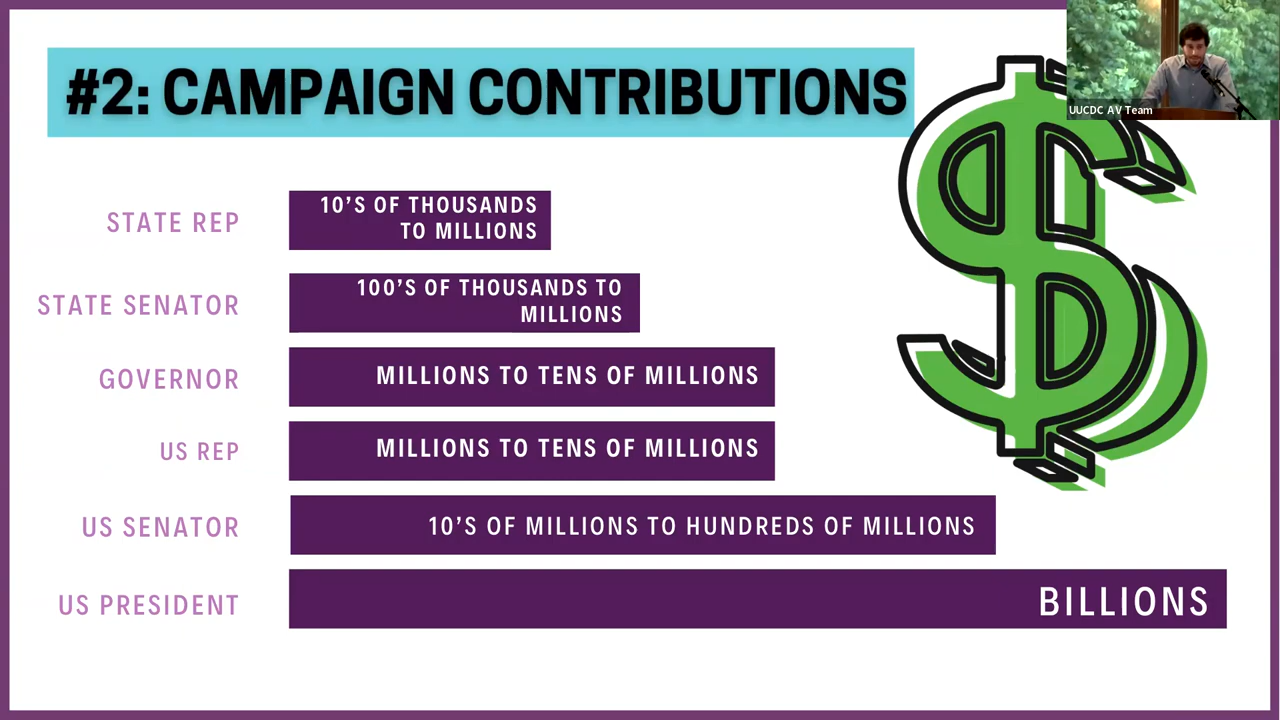 #2: CAMPAIGN CONTRIBUTIONS
UUCDC AV Team
STATE REP
10'S OF THOUSANDS
TO MILLIONS
STATE SENATOR
100'S OF THOUSANDS TO
MILLIONS
GOVERNOR
MILLIONS TO TENS OF MILLIONS
US REP
MILLIONS TO TENS OF MILLIONS
US SENATOR
10'S OF MILLIONS TO HUNDREDS OF MILLIONS
US PRESIDENT
BILLIONS